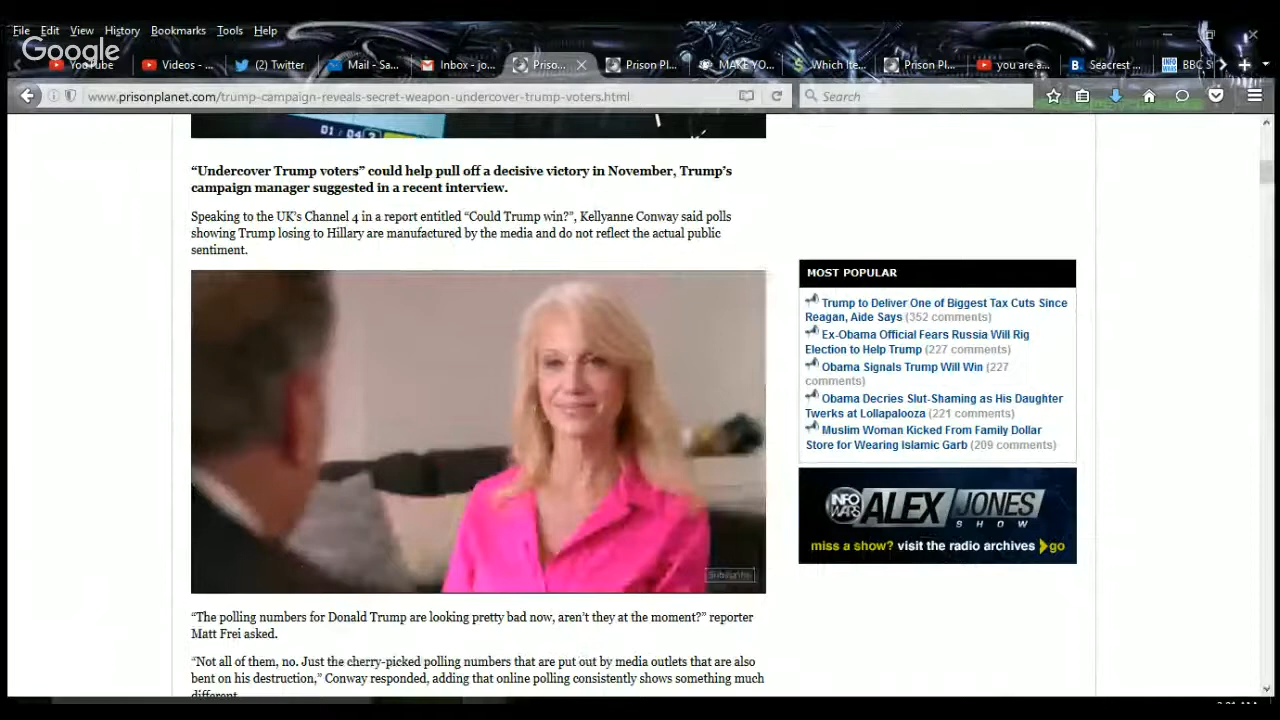 File Edit View History Bookmarks Tools Help
Google
YouTube Videos - ... (2) Twitter Mail - Sa... Inbox - jo... Priso... Prison Pl... MAKE YO... Which Ite... Prison Pl... you are a... Seacrest ... BBC S
www.prisonplanet.com/trump-campaign-reveals-secret-weapon-undercover-trump-voters.html
Search
“Undercover Trump voters” could help pull off a decisive victory in November, Trump’s
campaign manager suggested in a recent interview.
Speaking to the UK’s Channel 4 in a report entitled “Could Trump win?”, Kellyanne Conway said polls
showing Trump losing to Hillary are manufactured by the media and do not reflect the actual public
sentiment.
Subscribe
“The polling numbers for Donald Trump are looking pretty bad now, aren’t they at the moment?” reporter
Matt Frei asked.
“Not all of them, no. Just the cherry-picked polling numbers that are put out by media outlets that are also
bent on his destruction,” Conway responded, adding that online polling consistently shows something much
different
MOST POPULAR
Trump to Deliver One of Biggest Tax Cuts Since
Reagan, Aide Says (352 comments)
Ex-Obama Official Fears Russia Will Rig
Election to Help Trump (227 comments)
Obama Signals Trump Will Win (227
comments)
Obama Decries Slut-Shaming as His Daughter
Twerks at Lollapalooza (221 comments)
Muslim Woman Kicked From Family Dollar
Store for Wearing Islamic Garb (209 comments)
INFO WARS ALEX JONES
SHOW
miss a show? visit the radio archives go